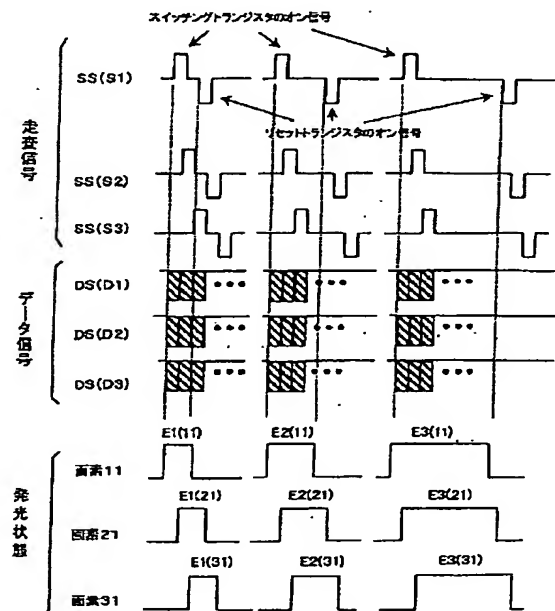 スイッチングトランジスタのオン信号
SS(S1)
リセットトランジスタのオン信号
走変信号
SS(S2)
SS(S3)
データ信号
DS(D1)
DS(D2)
DS(D3)
E1(11) E2(11) E3(11)
画素11
E1(21) E2(21) E3(21)
画素21
E1(31) E2(31) E3(31)
画素31
発光状態